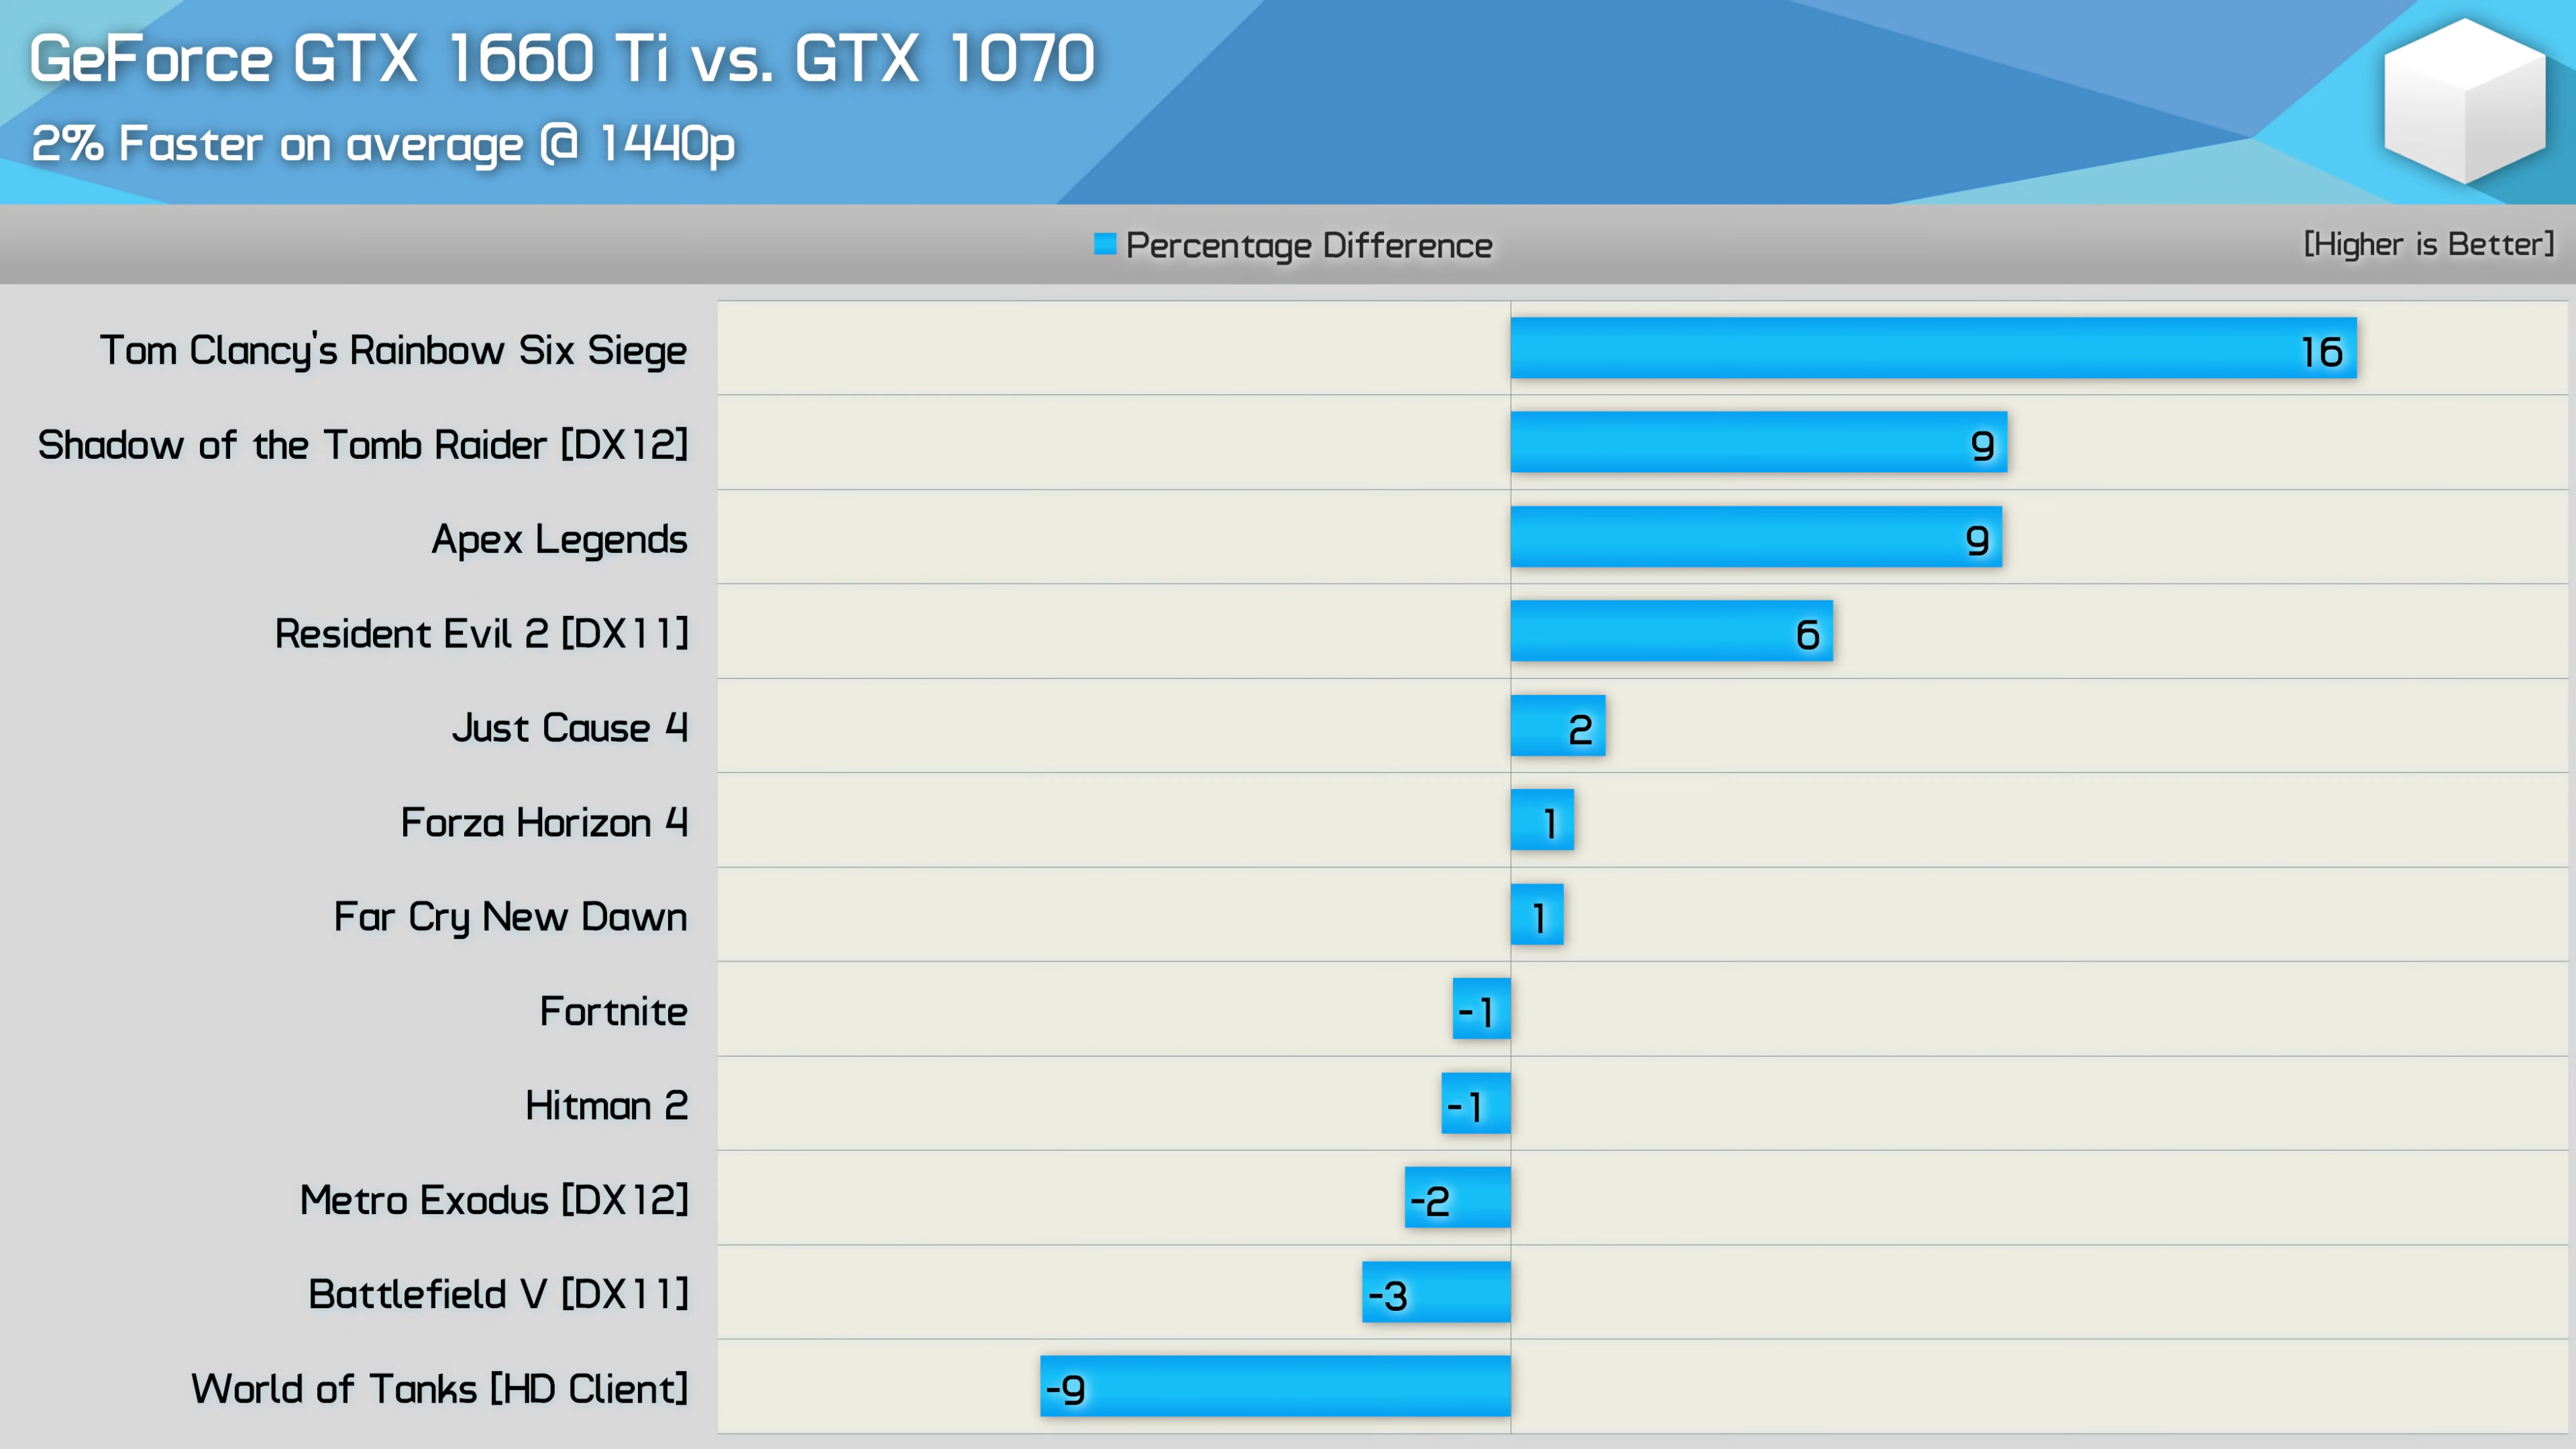 GeForce GTX 1660 Ti vs. GTX 1070
2% Faster on average @ 1440p
Percentage Difference
[Higher is Better]
Tom Clancy's Rainbow Six Siege 16
Shadow of the Tomb Raider [DX12] 9
Apex Legends 9
Resident Evil 2 [DX11] 6
Just Cause 4 2
Forza Horizon 4 1
Far Cry New Dawn 1
Fortnite -1
Hitman 2 -1
Metro Exodus [DX12] -2
Battlefield V [DX11] -3
World of Tanks [HD Client] -9